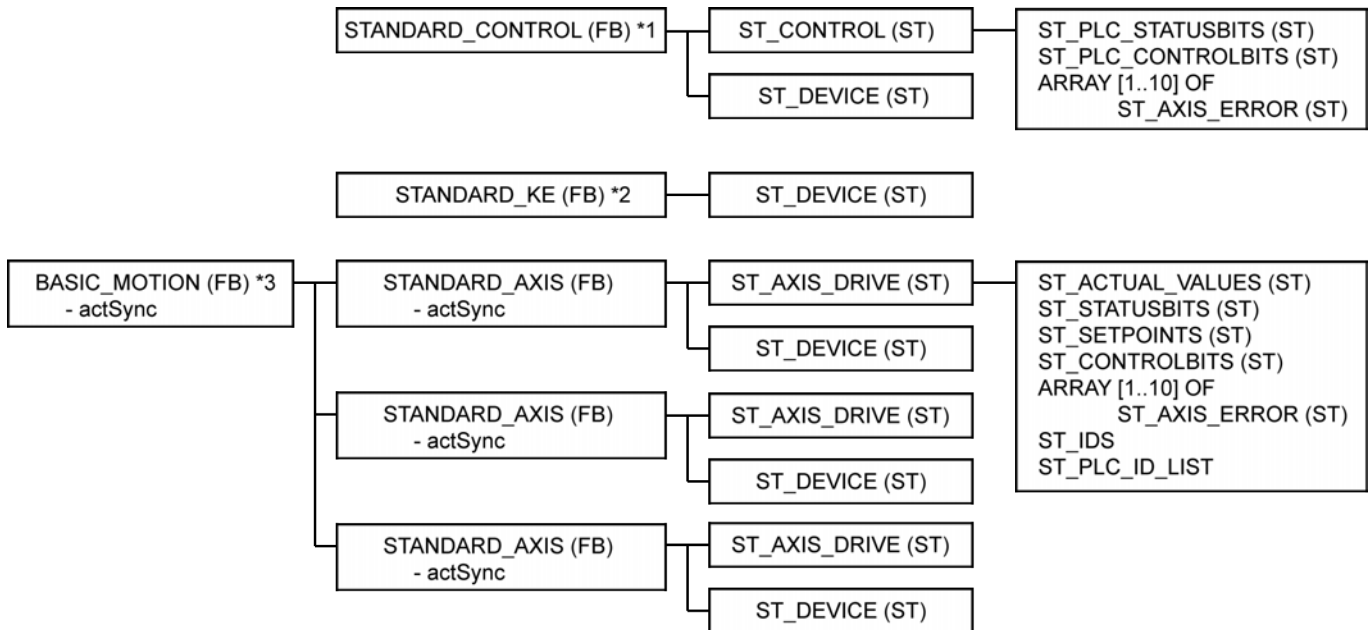 STANDARD_CONTROL (FB) *1
ST_CONTROL (ST)
ST_PLC_STATUSBITS (ST)
ST_PLC_CONTROLBITS (ST)
ARRAY [1..10] OF
ST_AXIS_ERROR (ST)
ST_DEVICE (ST)
STANDARD_KE (FB) *2
ST_DEVICE (ST)
BASIC_MOTION (FB) *3
- actSync
STANDARD_AXIS (FB)
- actSync
ST_AXIS_DRIVE (ST)
ST_DEVICE (ST)
ST_ACTUAL_VALUES (ST)
ST_STATUSBITS (ST)
ST_SETPOINTS (ST)
ST_CONTROLBITS (ST)
ARRAY [1..10] OF
ST_AXIS_ERROR (ST)
ST_IDS
ST_PLC_ID_LIST
STANDARD_AXIS (FB)
- actSync
ST_AXIS_DRIVE (ST)
ST_DEVICE (ST)
STANDARD_AXIS (FB)
- actSync
ST_AXIS_DRIVE (ST)
ST_DEVICE (ST)